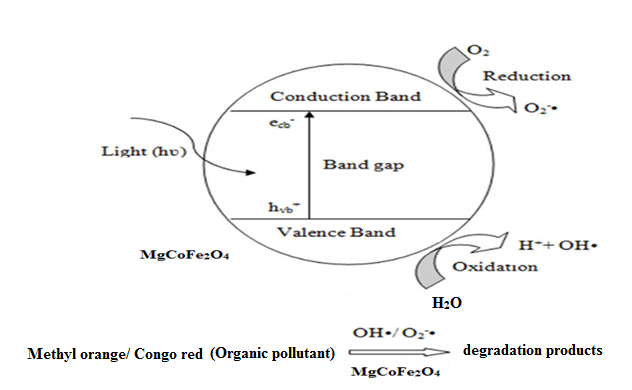 O₂
Reduction
Conduction Band
O₂⁻•
e꜀b⁻
Light (hυ)
Band gap
hᵥb⁺
Valence Band
H⁺+ OH•
MgCoFe₂O₄
Oxidation
H₂O
OH•/ O₂⁻•
Methyl orange/ Congo red (Organic pollutant) degradation products
MgCoFe₂O₄